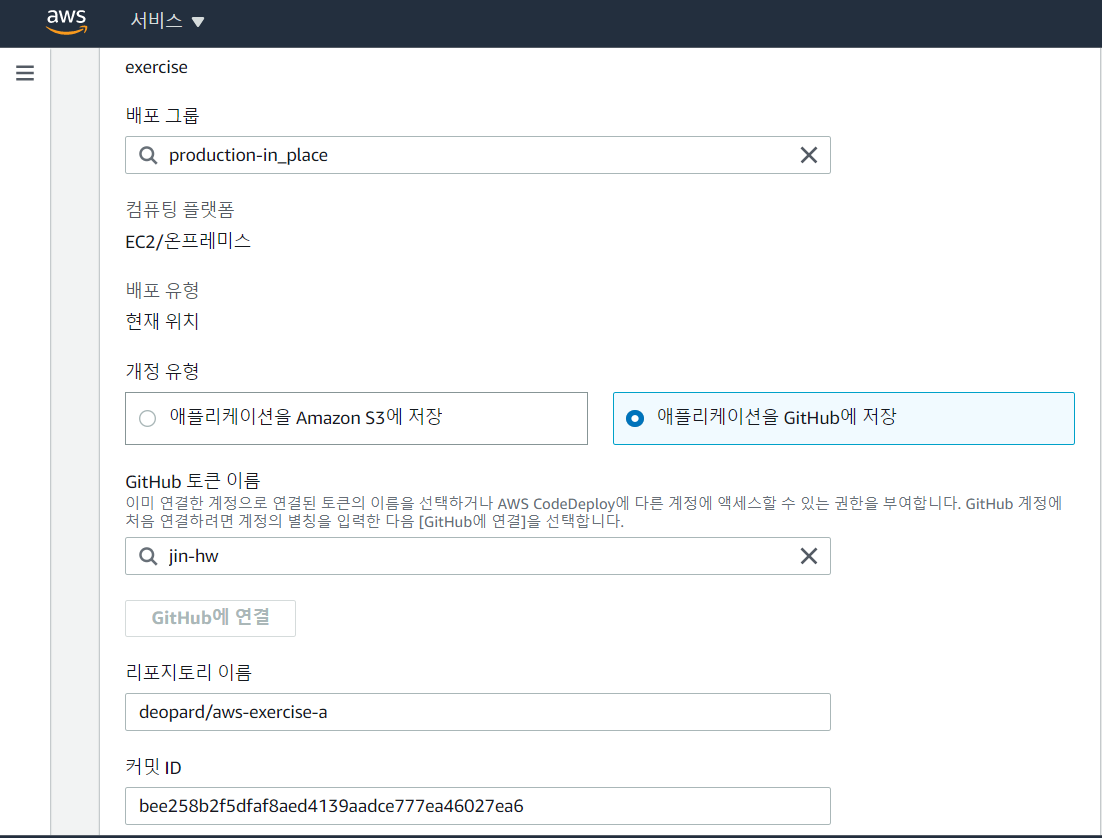 aws 서비스
exercise
배포 그룹
production-in_place
컴퓨팅 플랫폼
EC2/온프레미스
배포 유형
현재 위치
개정 유형
애플리케이션을 Amazon S3에 저장
애플리케이션을 GitHub에 저장
GitHub 토큰 이름
이미 연결한 계정으로 연결된 토큰의 이름을 선택하거나 AWS CodeDeploy에 다른 계정에 액세스할 수 있는 권한을 부여합니다. GitHub 계정에
처음 연결하려면 계정의 별칭을 입력한 다음 [GitHub에 연결]을 선택합니다.
jin-hw
GitHub에 연결
리포지토리 이름
deopard/aws-exercise-a
커밋 ID
bee258b2f5dfaf8aed4139aadce777ea46027ea6